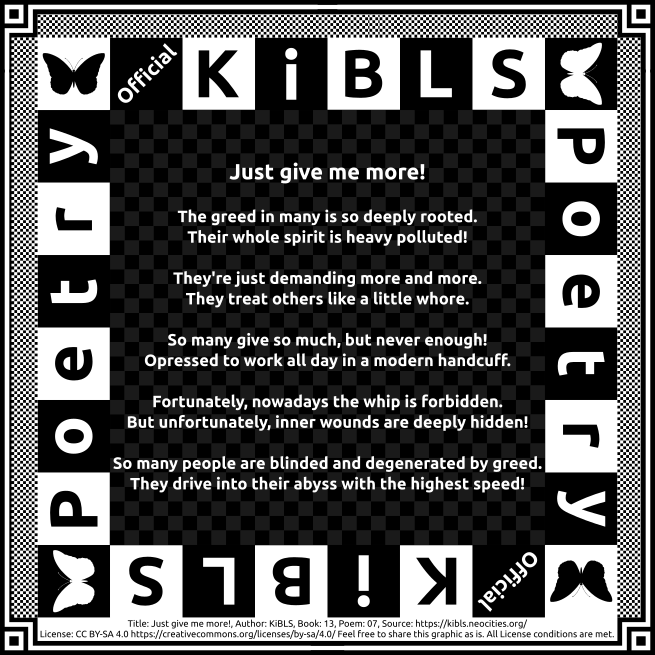 Official
KiBLS
Poetry
Poetry
Just give me more!
The greed in many is so deeply rooted.
Their whole spirit is heavy polluted!
They're just demanding more and more.
They treat others like a little whore.
So many give so much, but never enough!
Opressed to work all day in a modern handcuff.
Fortunately, nowadays the whip is forbidden.
But unfortunately, inner wounds are deeply hidden!
So many people are blinded and degenerated by greed.
They drive into their abyss with the highest speed!
Official
KiBLS
Title: Just give me more!, Author: KiBLS, Book: 13, Poem: 07, Source: https://kibls.neocities.org/
License: CC BY-SA 4.0 https://creativecommons.org/licenses/by-sa/4.0/ Feel free to share this graphic as is. All License conditions are met.